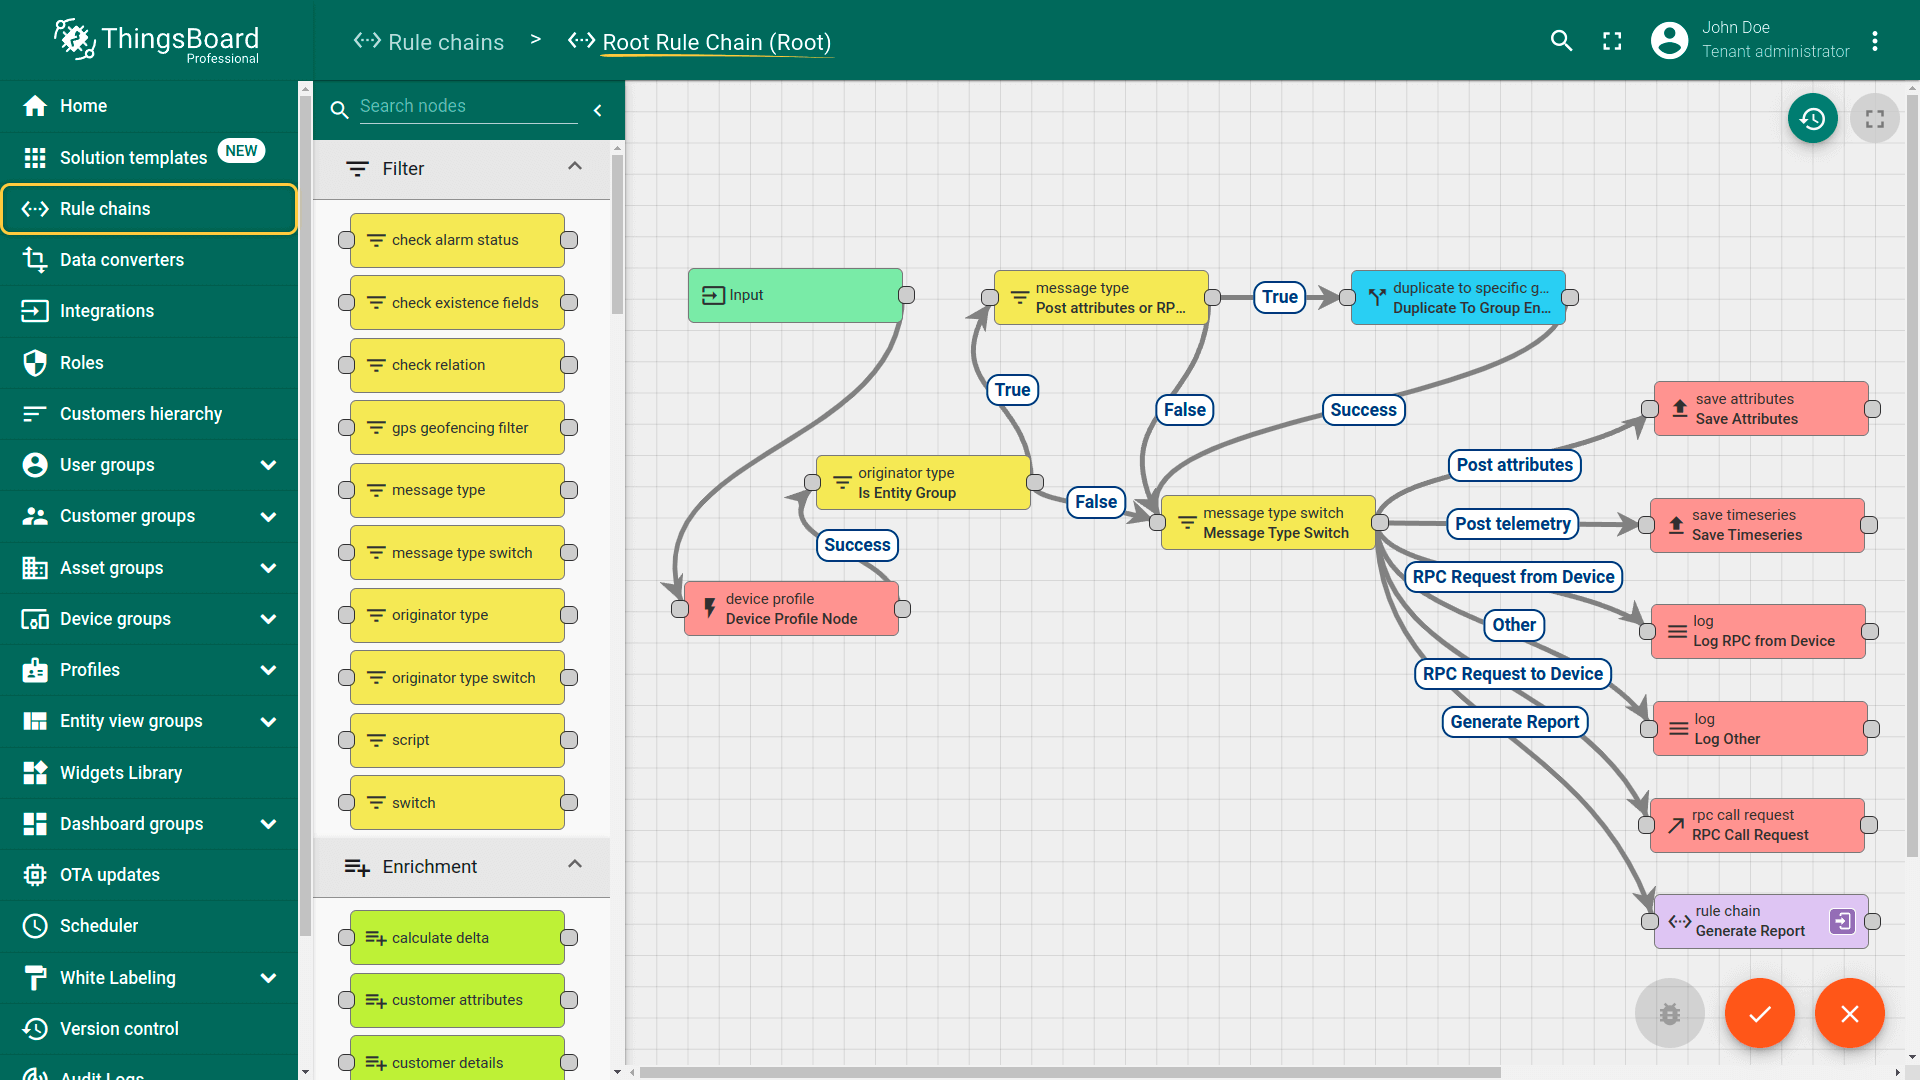 ThingsBoard
Professional
Rule chains > Root Rule Chain (Root)
John Doe
Tenant administrator
Home
Solution templates NEW
Rule chains
Data converters
Integrations
Roles
Customers hierarchy
User groups
Customer groups
Asset groups
Device groups
Profiles
Entity view groups
Widgets Library
Dashboard groups
OTA updates
Scheduler
White Labeling
Version control
Audit Logs
Search nodes
Filter
check alarm status
check existence fields
check relation
gps geofencing filter
message type
message type switch
originator type
originator type switch
script
switch
Enrichment
calculate delta
customer attributes
customer details
Input
message type
Post attributes or RP...
True
duplicate to specific g...
Duplicate To Group En...
True
False
Success
originator type
Is Entity Group
False
Success
device profile
Device Profile Node
message type switch
Message Type Switch
Post attributes
Post telemetry
RPC Request from Device
Other
RPC Request to Device
Generate Report
save attributes
Save Attributes
save timeseries
Save Timeseries
log
Log RPC from Device
log
Log Other
rpc call request
RPC Call Request
rule chain
Generate Report